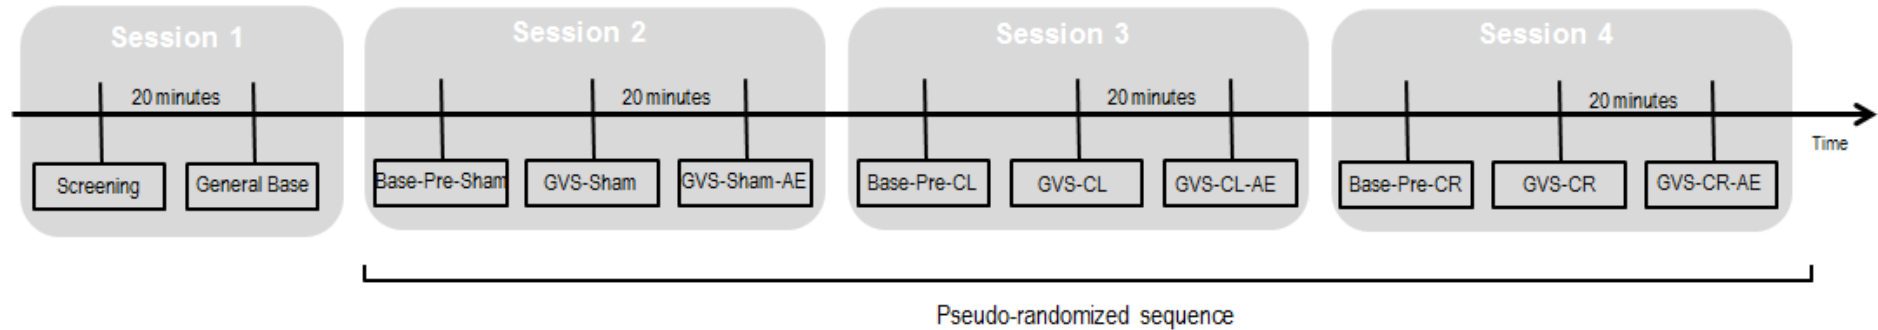 Session 1
Session 2
Session 3
Session 4
20 minutes
20 minutes
20 minutes
20 minutes
Time
Screening
General Base
Base-Pre-Sham
GVS-Sham
GVS-Sham-AE
Base-Pre-CL
GVS-CL
GVS-CL-AE
Base-Pre-CR
GVS-CR
GVS-CR-AE
Pseudo-randomized sequence